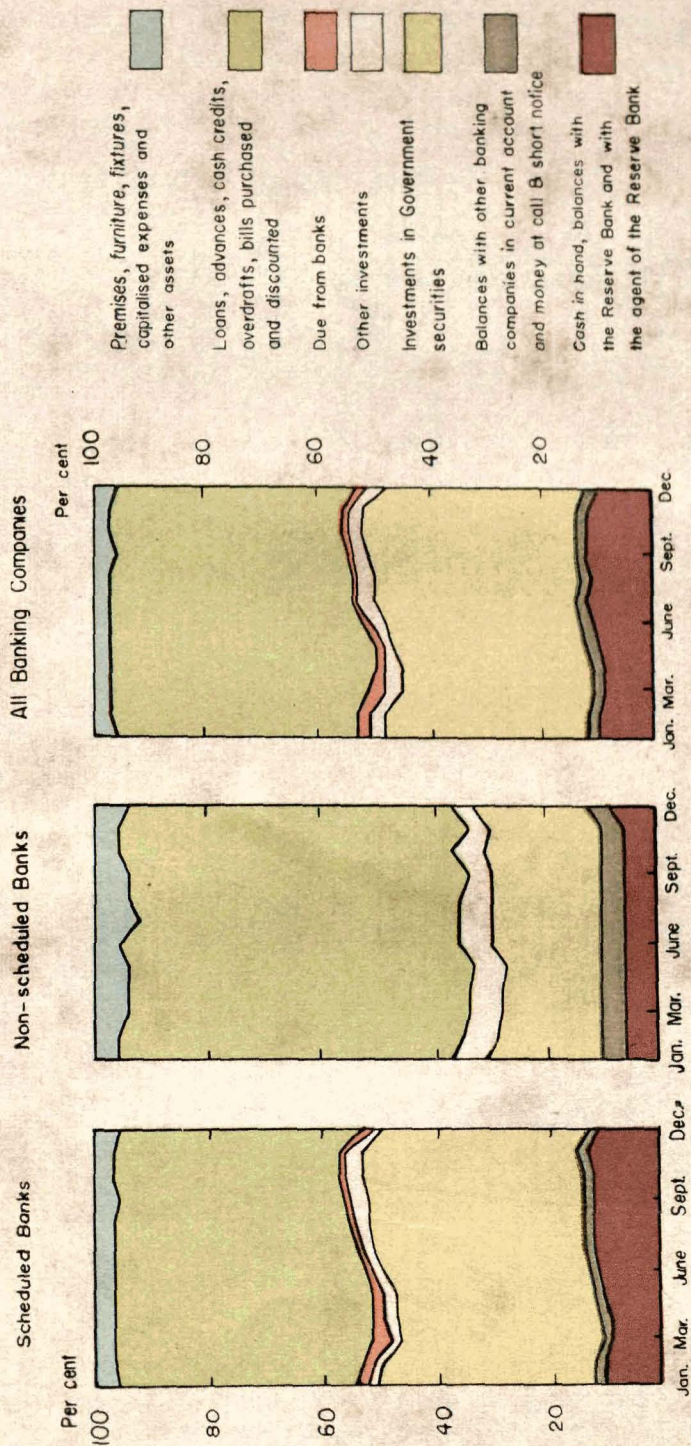 Scheduled Banks
Per cent
100
80
60
40
20
Jan. Mar. June Sept. Dec.
Non-scheduled Banks
Jan. Mar. June Sept. Dec.
All Banking Companies
Per cent
100
80
60
40
20
Jan. Mar. June Sept. Dec
Premises, furniture, fixtures,
capitalised expenses and
other assets
Loans, advances, cash credits,
overdrafts, bills purchased
and discounted
Due from banks
Other investments
Investments in Government
securities
Balances with other banking
companies in current account
and money at call & short notice
Cash in hand, balances with
the Reserve Bank and with
the agent of the Reserve Bank